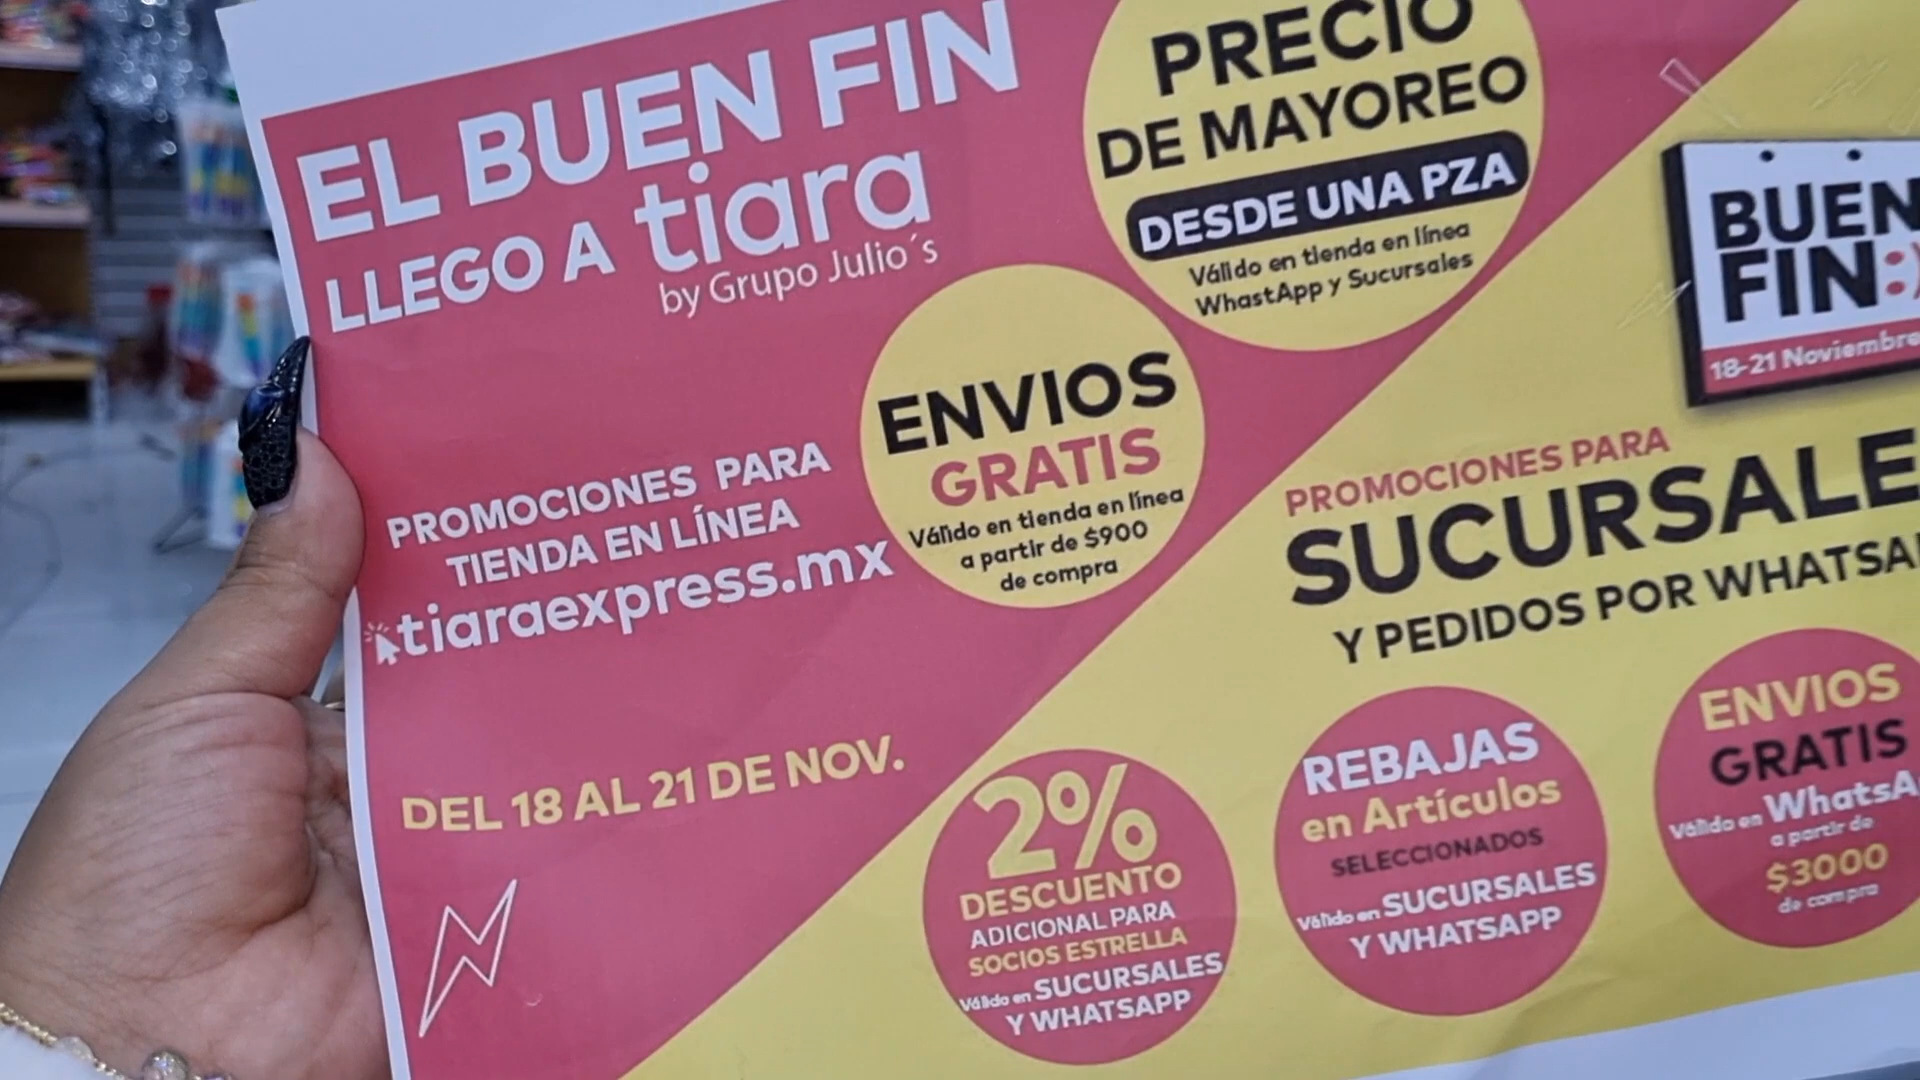 EL BUEN FIN
LLEGO A tiara
by Grupo Julio´s
PRECIO
DE MAYOREO
DESDE UNA PZA
Válido en tienda en línea
WhastApp y Sucursales
ENVIOS
GRATIS
Válido en tienda en línea
a partir de $900
de compra
PROMOCIONES PARA
TIENDA EN LÍNEA
tiaraexpress.mx
DEL 18 AL 21 DE NOV.
BUEN
FIN:)
18-21 Noviembre
PROMOCIONES PARA
SUCURSALE
Y PEDIDOS POR WHATSA
2%
DESCUENTO
ADICIONAL PARA
SOCIOS ESTRELLA
Válido en SUCURSALES
Y WHATSAPP
REBAJAS
en Artículos
SELECCIONADOS
Válido en SUCURSALES
Y WHATSAPP
ENVIOS
GRATIS
Válido en WhatsA
a partir de
$3000
de compra